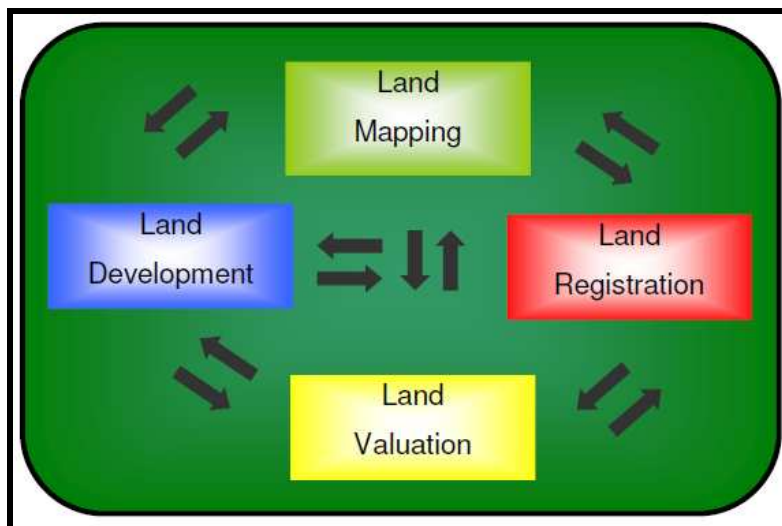 Land
Mapping
Land
Development
Land
Registration
Land
Valuation